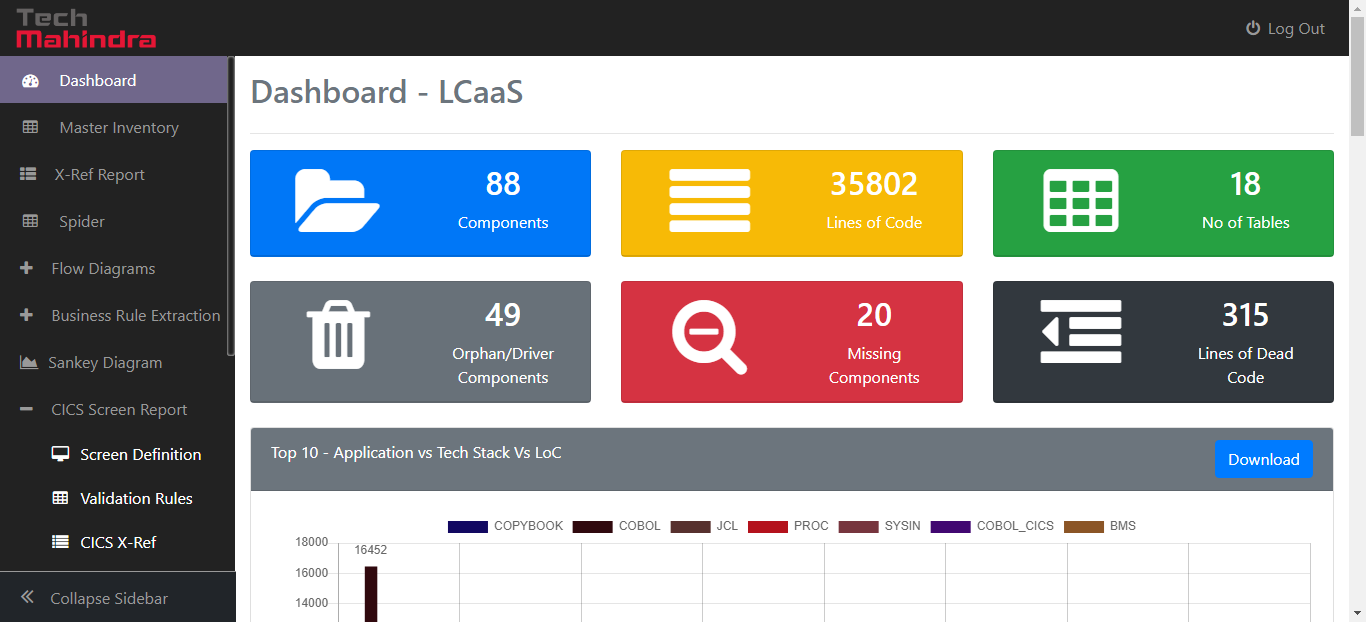 Tech
Mahindra
Log Out
Dashboard
Master Inventory
X-Ref Report
Spider
Flow Diagrams
Business Rule Extraction
Sankey Diagram
CICS Screen Report
Screen Definition
Validation Rules
CICS X-Ref
Collapse Sidebar
Dashboard - LCaaS
88
Components
35802
Lines of Code
18
No of Tables
49
Orphan/Driver
Components
20
Missing
Components
315
Lines of Dead
Code
Top 10 - Application vs Tech Stack Vs LoC
Download
COPYBOOK COBOL JCL PROC SYSIN COBOL_CICS BMS
18000
16452
16000
14000